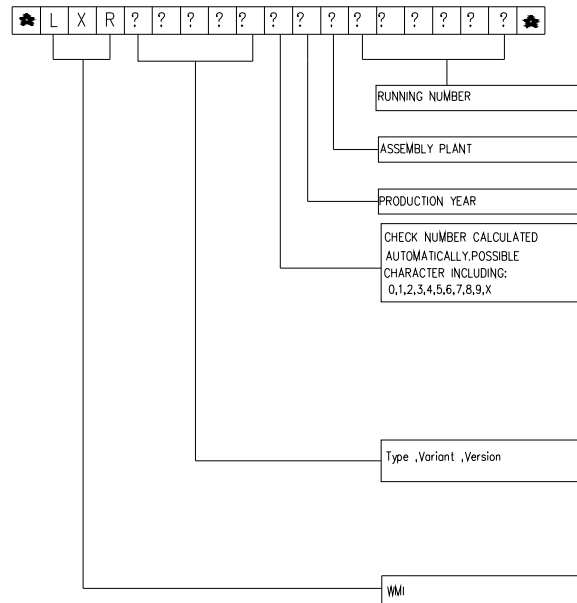 L X R ? ? ? ? ? ? ? ? ? ? ? ? ? ?
RUNNING NUMBER
ASSEMBLY PLANT
PRODUCTION YEAR
CHECK NUMBER CALCULATED
AUTOMATICALLY.POSSIBLE
CHARACTER INCLUDING:
0,1,2,3,4,5,6,7,8,9,X
Type ,Variant ,Version
WMI